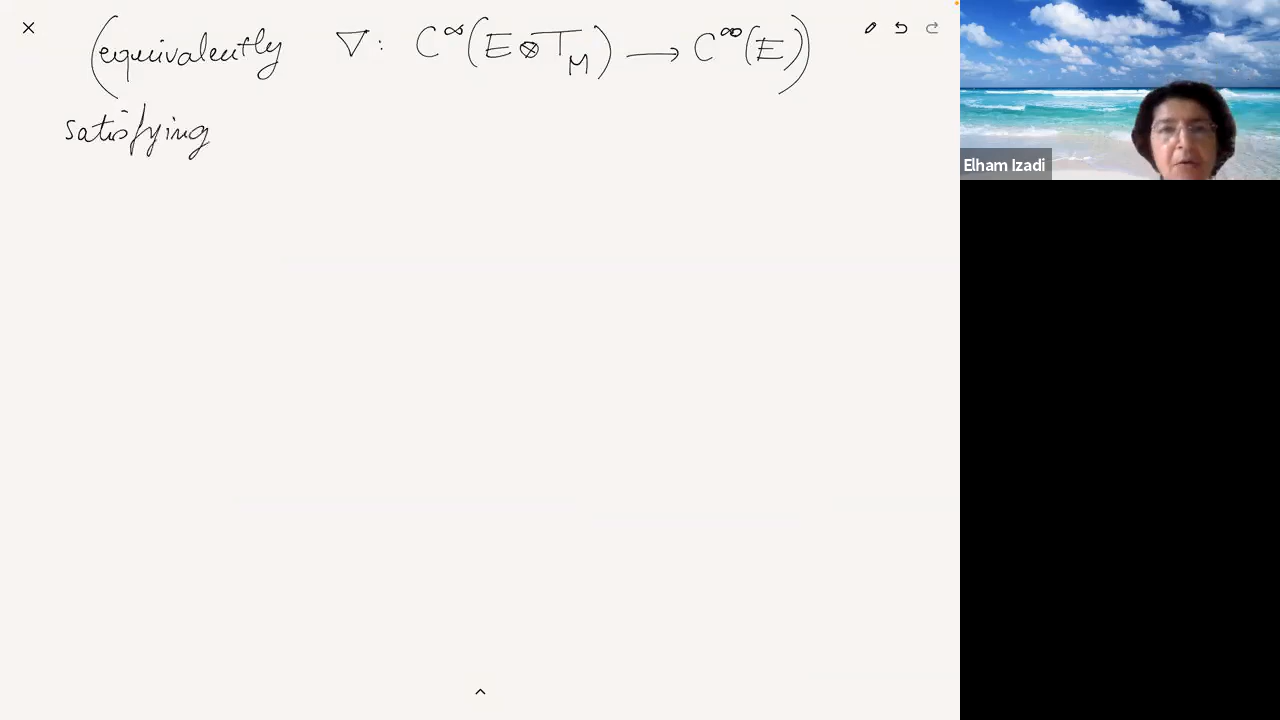 (equivalently ∇: C^∞(E⊗T_M) ⟶ C^∞(E))
satisfying
Elham Izadi